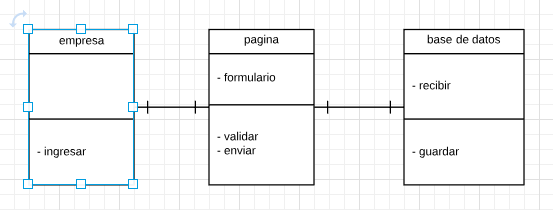 empresa
- ingresar
pagina
- formulario
- validar
- enviar
base de datos
- recibir
- guardar